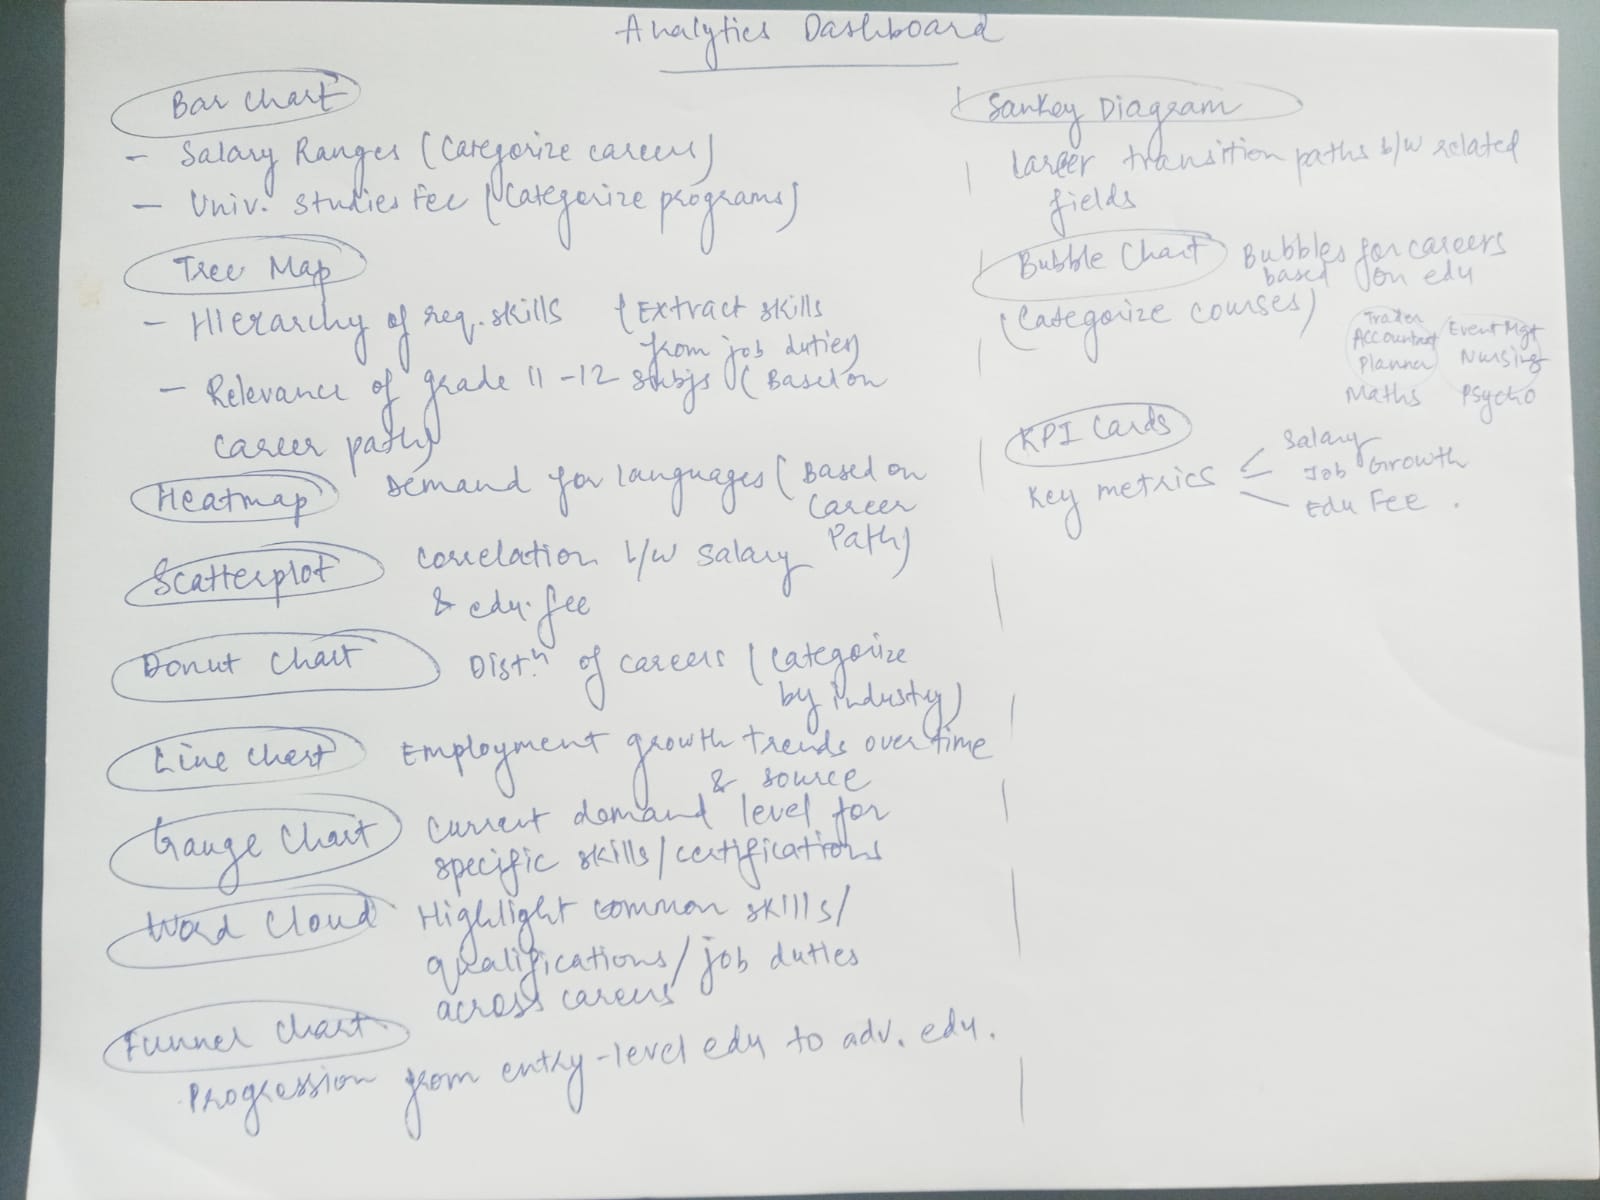 Analytics Dashboard
Bar Chart
- Salary Ranges (Categorize careers)
- Univ. Studies Fee (Categorize programs)
Tree Map
- Hierarchy of req. skills (Extract skills
from job duties)
- Relevance of grade 11-12 subjs (Based on
career path)
Heatmap Demand for languages (Based on
Career
Path)
Scatterplot Correlation b/w salary
& edu. fee
Donut Chart Distn of careers (Categorize
by industry)
Line Chart Employment growth trends over time
& source
Gauge Chart Current demand level for
specific skills/certifications
Word Cloud Highlight common skills/
qualifications/job duties
across careers
Funnel Chart
Progression from entry-level edu to adv. edu.
Sankey Diagram
Career transition paths b/w related
fields
Bubble Chart Bubbles for careers
based on edu
(Categorize courses)
Trader
Accountant
Planner
Maths
Event Mgt
Nursing
Psycho
KPI Cards
Key metrics
Salary
Job Growth
Edu Fee.